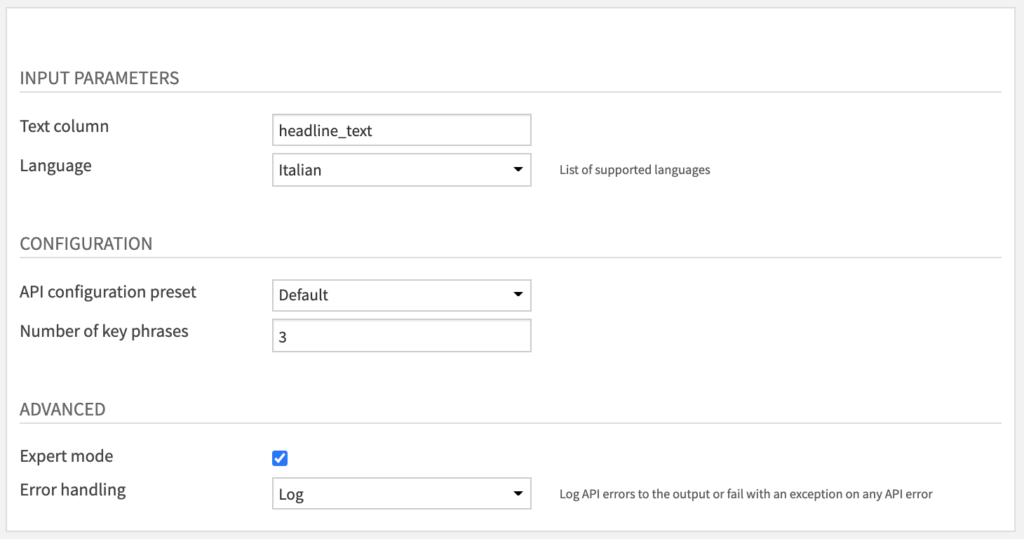 INPUT PARAMETERS
Text column
headline_text
Language
Italian
List of supported languages
CONFIGURATION
API configuration preset
Default
Number of key phrases
3
ADVANCED
Expert mode
Error handling
Log
Log API errors to the output or fail with an exception on any API error